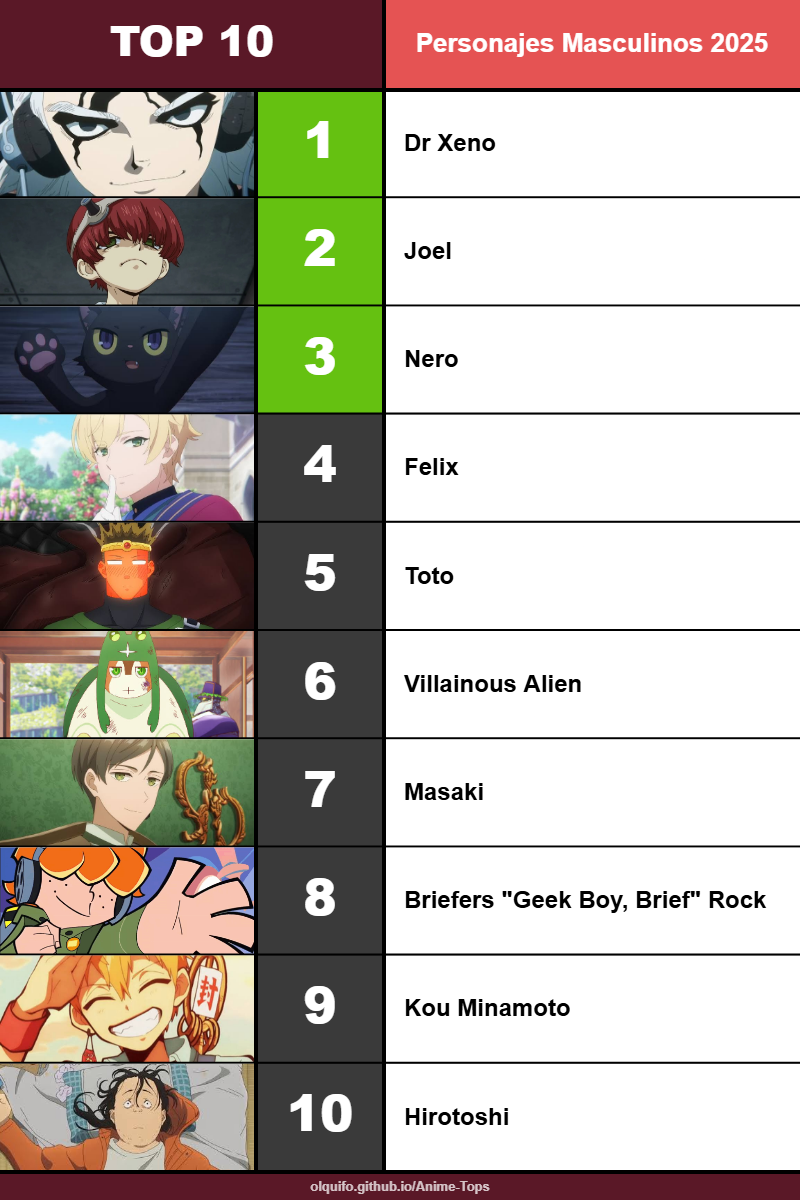 TOP 10
Personajes Masculinos 2025
1
Dr Xeno
2
Joel
3
Nero
4
Felix
5
Toto
6
Villainous Alien
7
Masaki
8
Briefers "Geek Boy, Brief" Rock
封
9
Kou Minamoto
10
Hirotoshi
olquifo.github.io/Anime-Tops